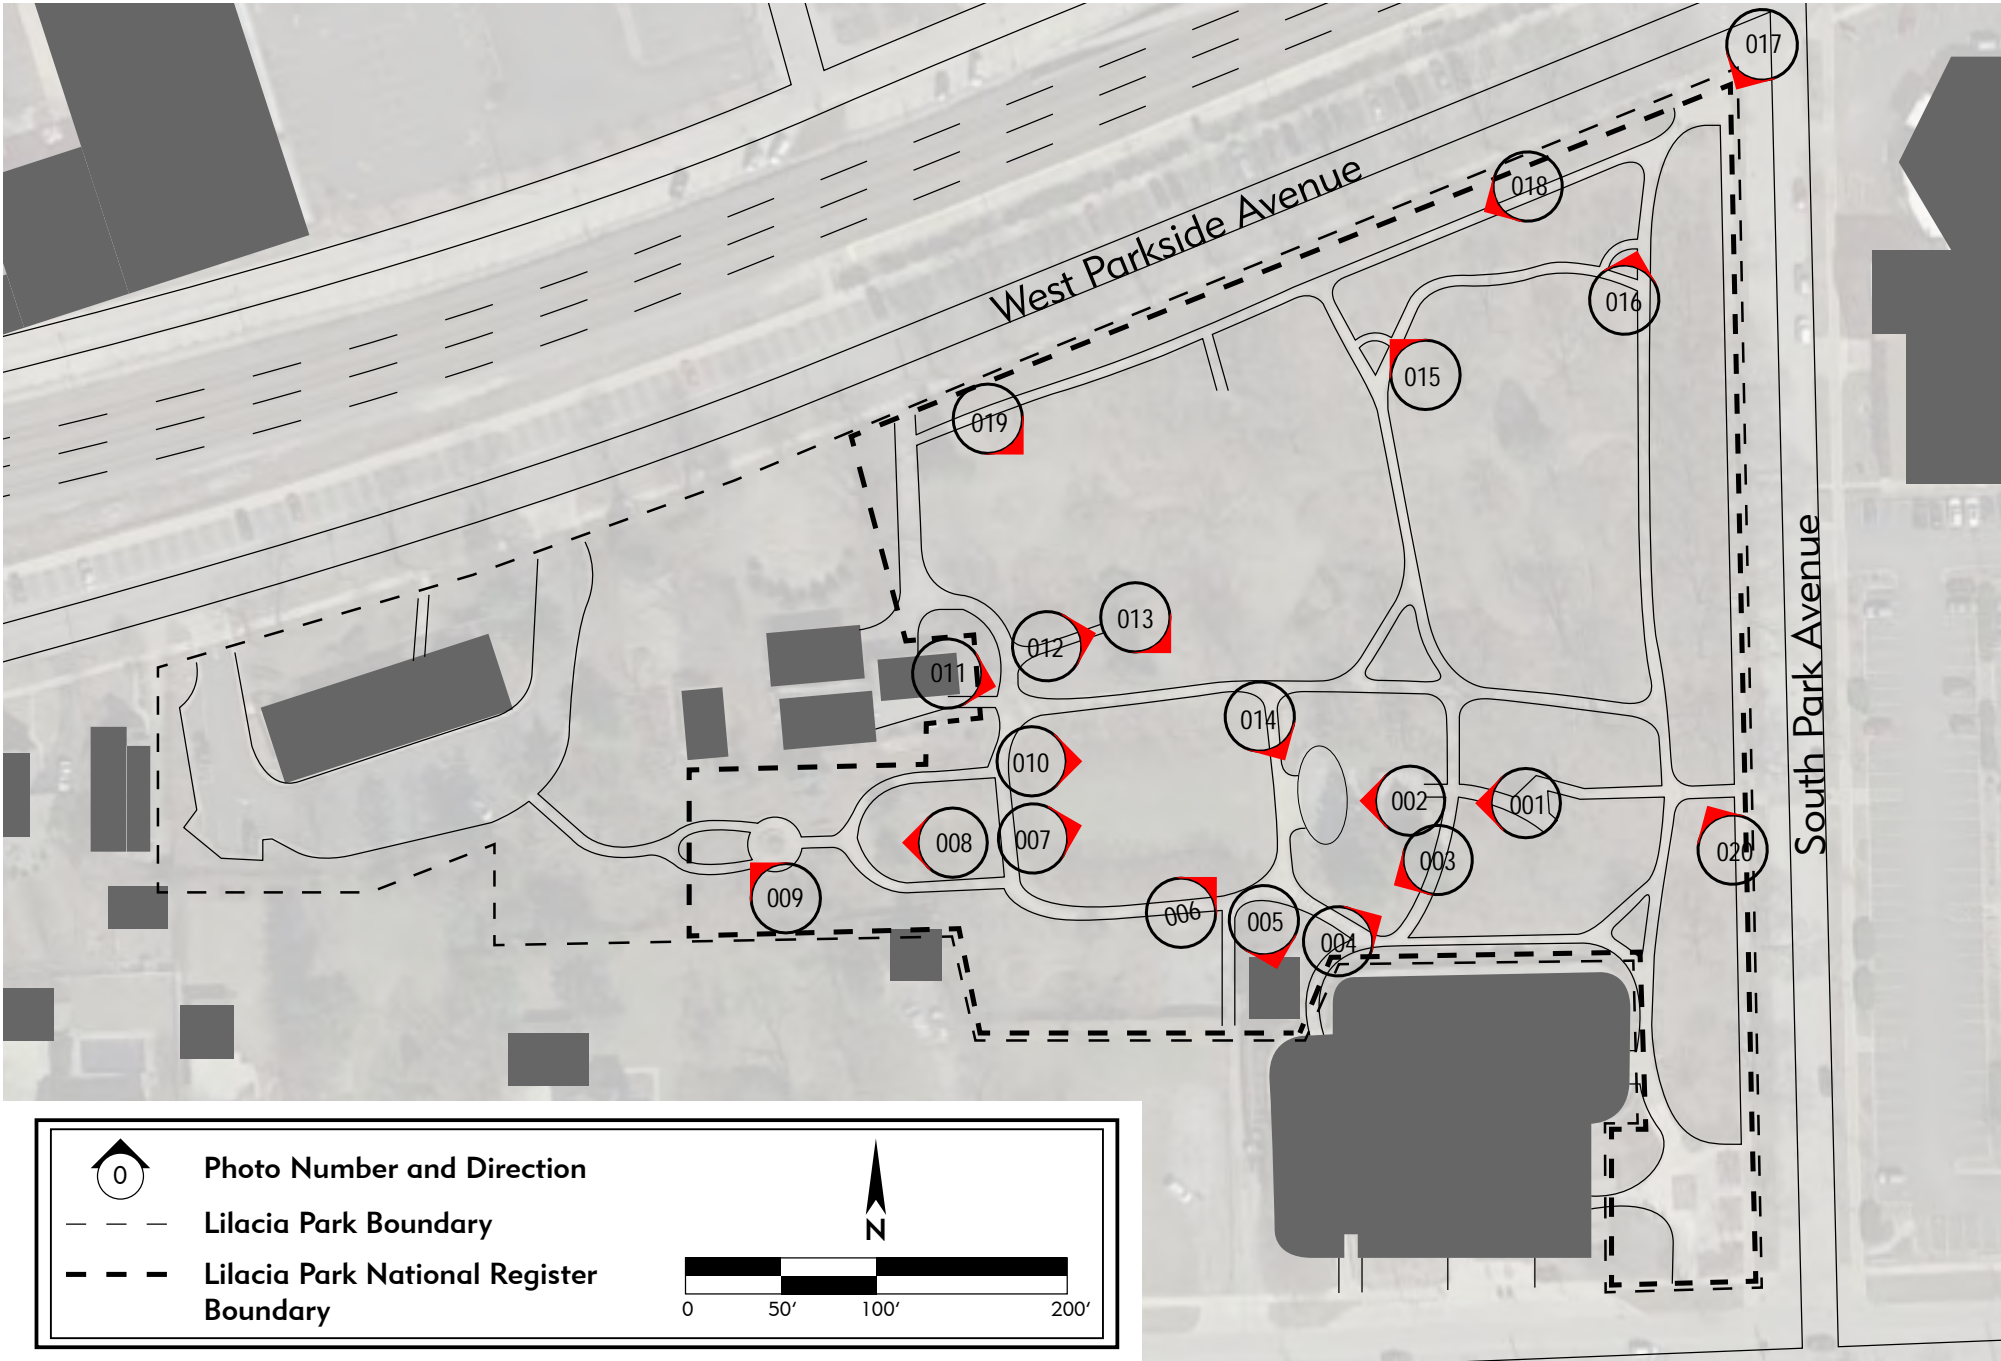 017
018
West Parkside Avenue
016
015
019
South Park Avenue
013
012
011
014
010
002
001
007
008
003
020
009
006
005
004
0
Photo Number and Direction
Lilacia Park Boundary
Lilacia Park National Register
Boundary
N
0 50' 100' 200'